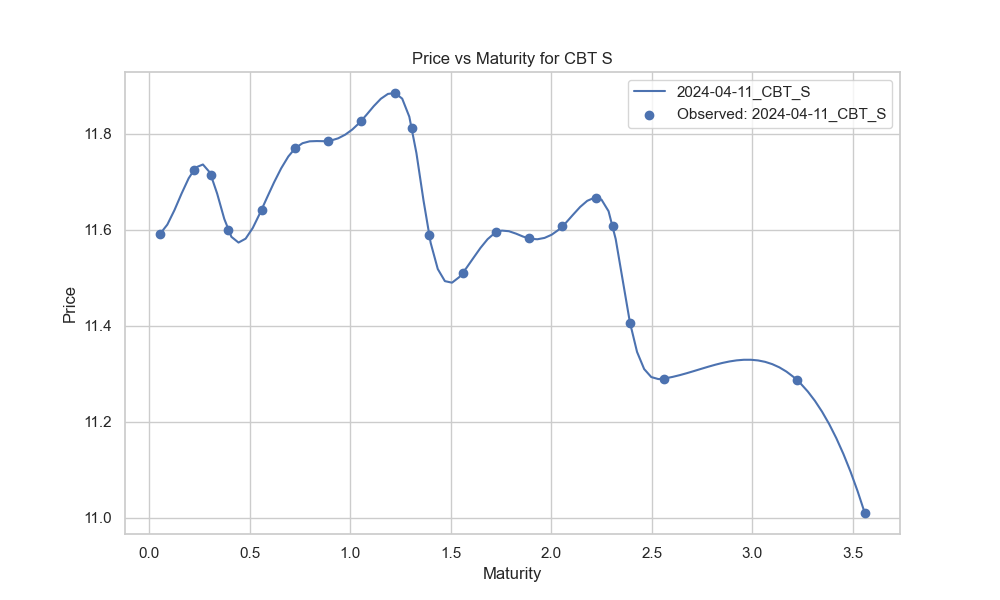 Price vs Maturity for CBT S
2024-04-11_CBT_S
Observed: 2024-04-11_CBT_S
Price
11.8
11.6
11.4
11.2
11.0
0.0 0.5 1.0 1.5 2.0 2.5 3.0 3.5
Maturity